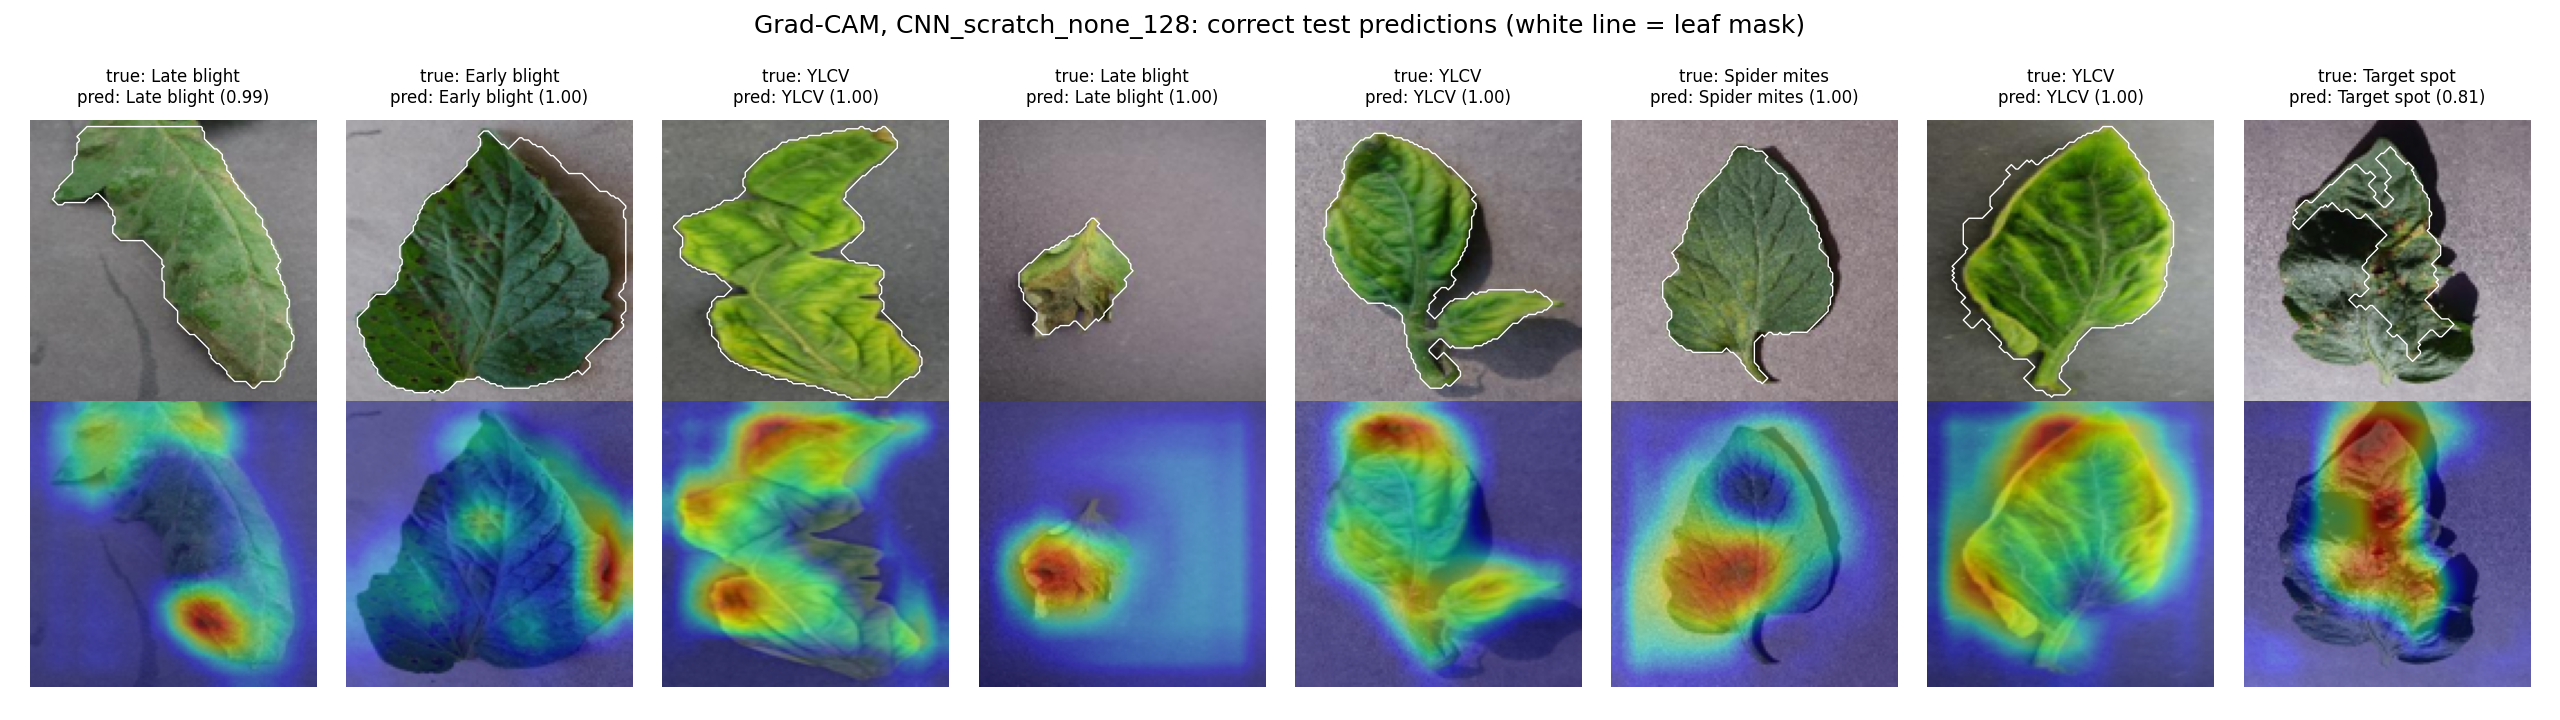 Grad-CAM, CNN_scratch_none_128: correct test predictions (white line = leaf mask)
true: Late blight
pred: Late blight (0.99)
true: Early blight
pred: Early blight (1.00)
true: YLCV
pred: YLCV (1.00)
true: Late blight
pred: Late blight (1.00)
true: YLCV
pred: YLCV (1.00)
true: Spider mites
pred: Spider mites (1.00)
true: YLCV
pred: YLCV (1.00)
true: Target spot
pred: Target spot (0.81)